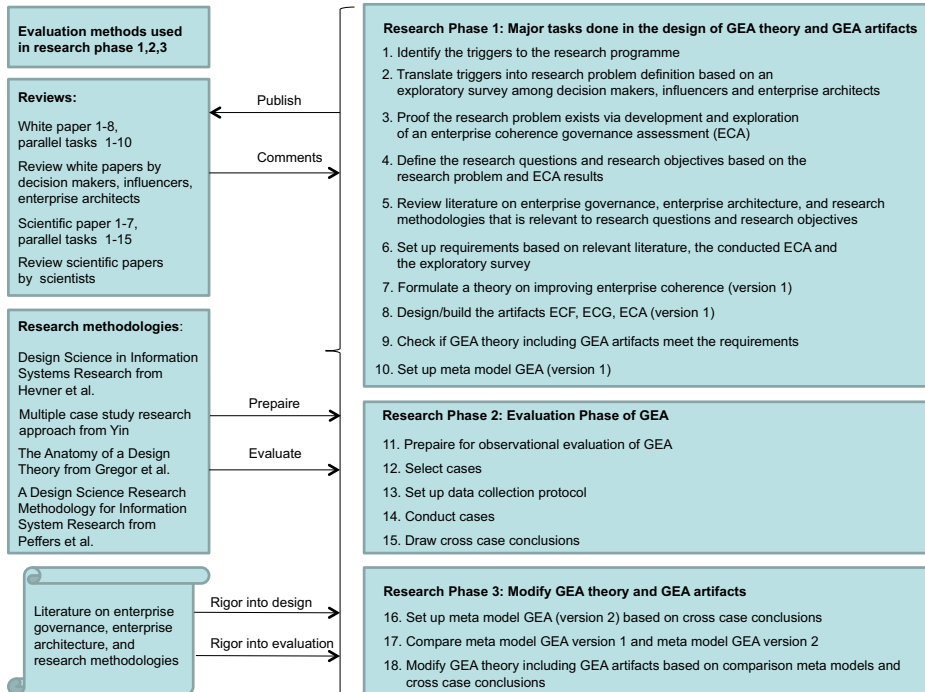 Evaluation methods used
in research phase 1,2,3
Reviews:
White paper 1-8,
parallel tasks 1-10
Review white papers by
decision makers, influencers,
enterprise architects
Scientific paper 1-7,
parallel tasks 1-15
Review scientific papers
by scientists
Research methodologies:
Design Science in Information
Systems Research from
Hevner et al.
Multiple case study research
approach from Yin
The Anatomy of a Design
Theory from Gregor et al.
A Design Science Research
Methodology for Information
System Research from
Peffers et al.
Literature on enterprise
governance, enterprise
architecture, and
research methodologies
Publish
Comments
Prepaire
Evaluate
Rigor into design
Rigor into evaluation
Research Phase 1: Major tasks done in the design of GEA theory and GEA artifacts
1. Identify the triggers to the research programme
2. Translate triggers into research problem definition based on an
exploratory survey among decision makers, influencers and enterprise architects
3. Proof the research problem exists via development and exploration
of an enterprise coherence governance assessment (ECA)
4. Define the research questions and research objectives based on the
research problem and ECA results
5. Review literature on enterprise governance, enterprise architecture, and research
methodologies that is relevant to research questions and research objectives
6. Set up requirements based on relevant literature, the conducted ECA and
the exploratory survey
7. Formulate a theory on improving enterprise coherence (version 1)
8. Design/build the artifacts ECF, ECG, ECA (version 1)
9. Check if GEA theory including GEA artifacts meet the requirements
10. Set up meta model GEA (version 1)
Research Phase 2: Evaluation Phase of GEA
11. Prepaire for observational evaluation of GEA
12. Select cases
13. Set up data collection protocol
14. Conduct cases
15. Draw cross case conclusions
Research Phase 3: Modify GEA theory and GEA artifacts
16. Set up meta model GEA (version 2) based on cross case conclusions
17. Compare meta model GEA version 1 and meta model GEA version 2
18. Modify GEA theory including GEA artifacts based on comparison meta models and
cross case conclusions